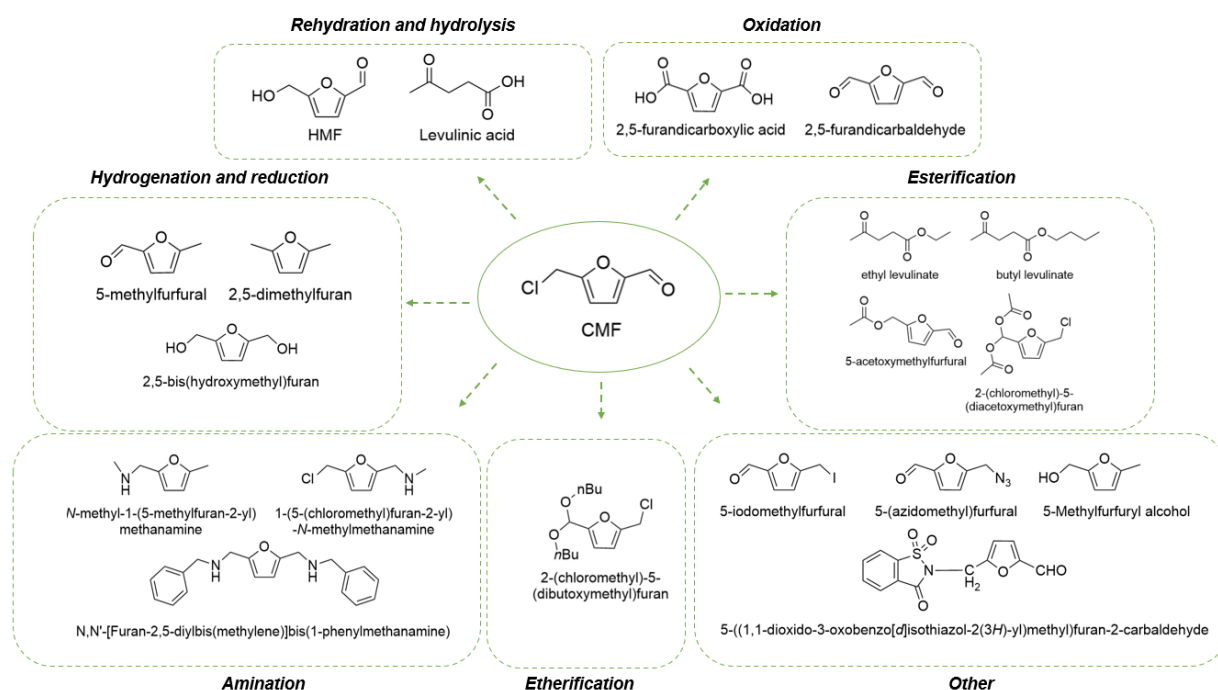 Rehydration and hydrolysis
HO
O
O
HMF
O
OH
O
Levulinic acid
Oxidation
O
O
O
HO
OH
2,5-furandicarboxylic acid
O
O
O
2,5-furandicarbaldehyde
Hydrogenation and reduction
O
O
5-methylfurfural
O
2,5-dimethylfuran
HO
O
OH
2,5-bis(hydroxymethyl)furan
Cl
O
O
CMF
Esterification
O
O
O
ethyl levulinate
O
O
O
butyl levulinate
O
O
O
O
5-acetoxymethylfurfural
O
O
O
Cl
O
O
2-(chloromethyl)-5-
(diacetoxymethyl)furan
N
H
O
N-methyl-1-(5-methylfuran-2-yl)
methanamine
Cl
O
N
H
1-(5-(chloromethyl)furan-2-yl)
-N-methylmethanamine
N
H
O
N
H
N,N'-[Furan-2,5-diylbis(methylene)]bis(1-phenylmethanamine)
Amination
nBu
O
O
O
Cl
nBu
2-(chloromethyl)-5-
(dibutoxymethyl)furan
Etherification
O
O
I
5-iodomethylfurfural
O
O
N3
5-(azidomethyl)furfural
HO
O
5-Methylfurfuryl alcohol
O
O
S
N
C
H2
O
CHO
O
5-((1,1-dioxido-3-oxobenzo[d]isothiazol-2(3H)-yl)methyl)furan-2-carbaldehyde
Other